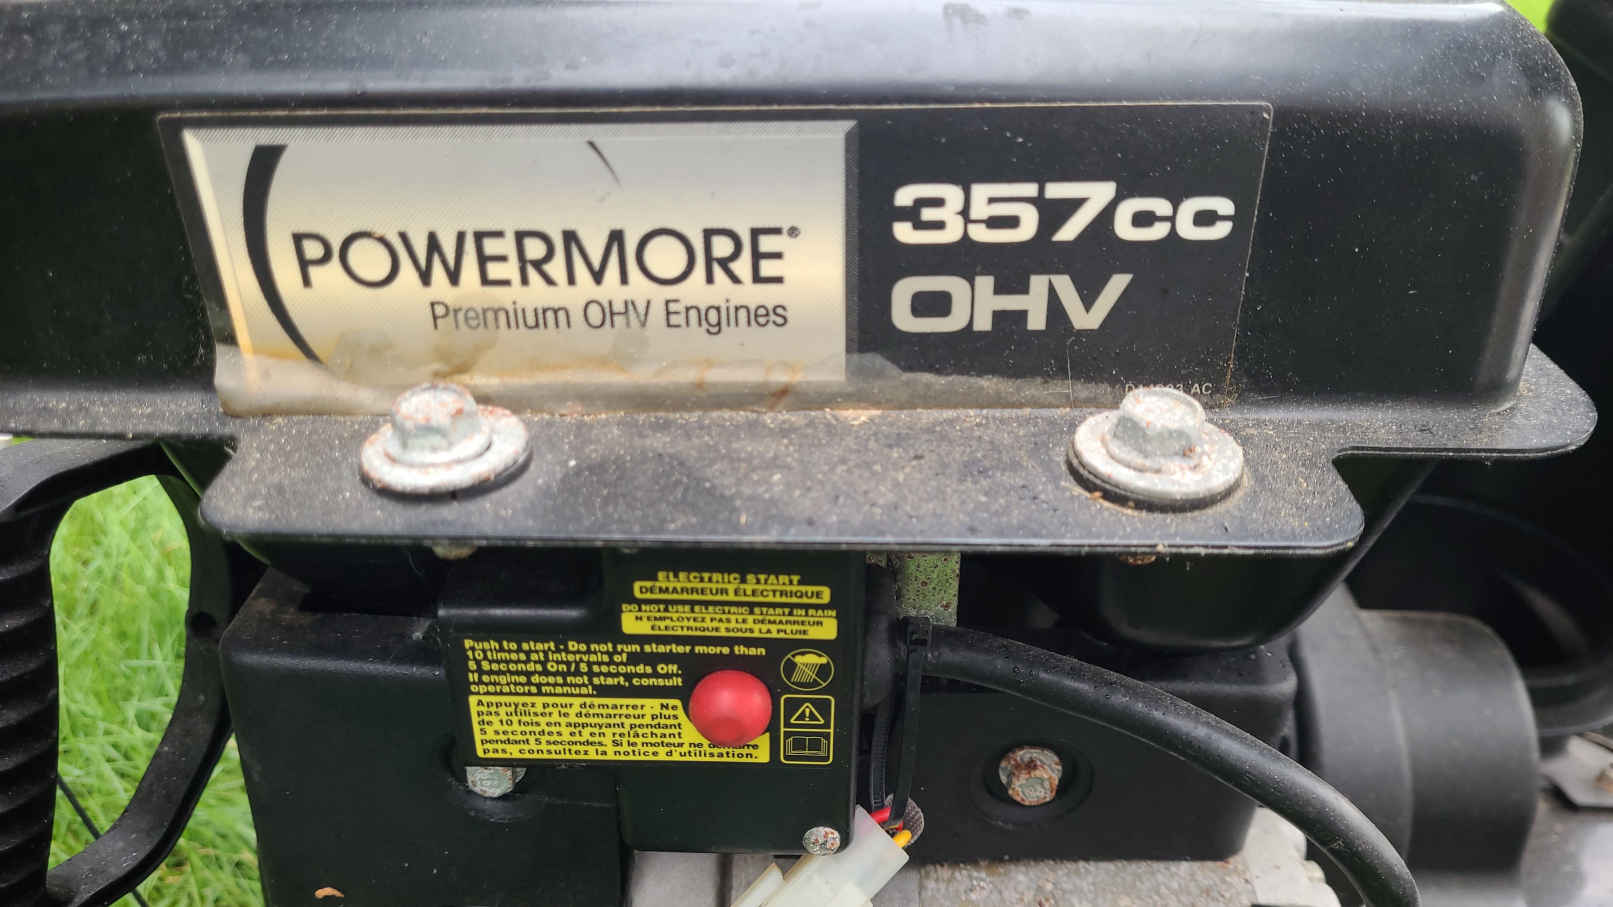 POWERMORE®
Premium OHV Engines
357cc
OHV
AC
ELECTRIC START
DÉMARREUR ÉLECTRIQUE
DO NOT USE ELECTRIC START IN RAIN
N'EMPLOYEZ PAS LE DÉMARREUR
ÉLECTRIQUE SOUS LA PLUIE
Push to start - Do not run starter more than
10 times at intervals of
5 Seconds On / 5 seconds Off.
If engine does not start, consult
operators manual.
Appuyez pour démarrer - Ne
pas utiliser le démarreur plus
de 10 fois en appuyant pendant
5 secondes et en relâchant
pendant 5 secondes. Si le moteur ne démarre
pas, consultez la notice d'utilisation.